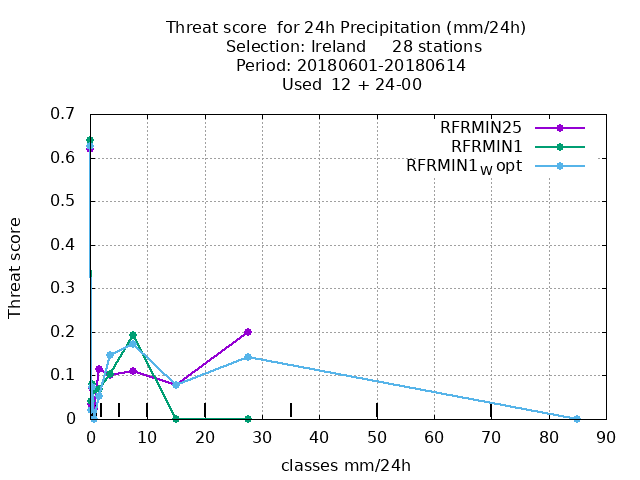 Threat score  for 24h Precipitation (mm/24h)
Selection: Ireland     28 stations
Period: 20180601-20180614
Used  12 + 24-00
RFRMIN25
RFRMIN1
RFRMIN1W opt
0.7
0.6
0.5
0.4
0.3
0.2
0.1
0
Threat score
0 10 20 30 40 50 60 70 80 90
classes mm/24h